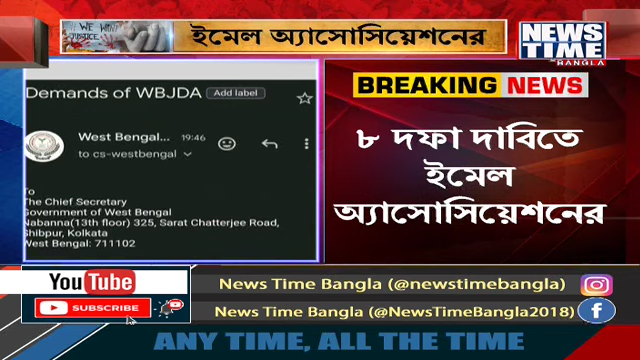 WE WANT
JUSTICE
ইমেল অ্যাসোসিয়েশনের
NEWS
TIME
BANGLA
Demands of WBJDA Add label
West Bengal... 19:46
to cs-westbengal
To
The Chief Secretary
Government of West Bengal
Nabanna(13th floor) 325, Sarat Chatterjee Road,
Shibpur, Kolkata
West Bengal: 711102
BREAKING NEWS
৮ দফা দাবিতে
ইমেল
অ্যাসোসিয়েশনের
YouTube
SUBSCRIBE
News Time Bangla (@newstimebangla)
News Time Bangla (@NewsTimeBangla2018)
ANY TIME, ALL THE TIME